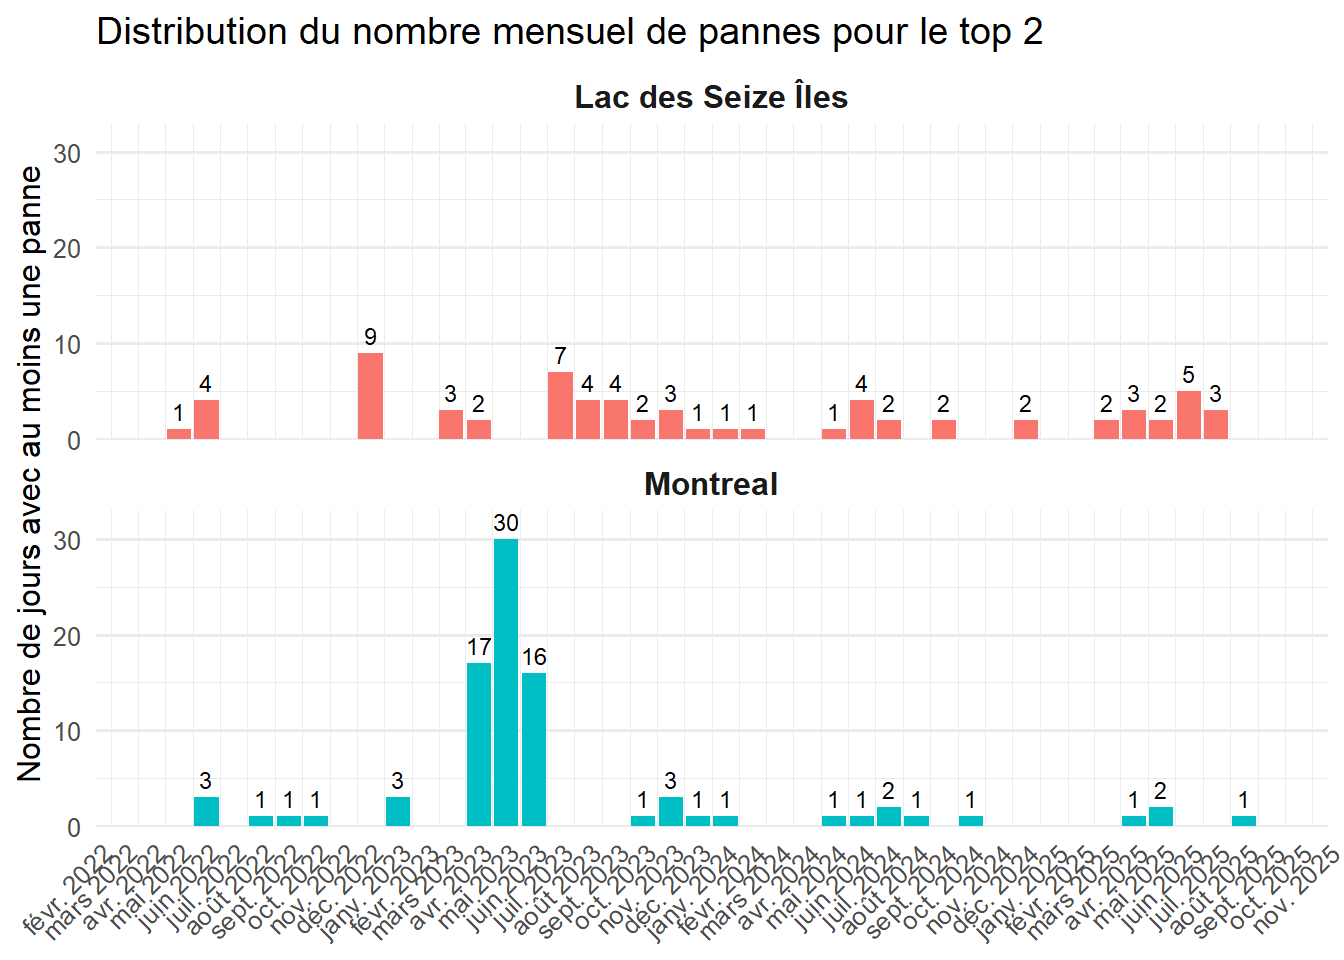 Distribution du nombre mensuel de pannes pour le top 2
Nombre de jours avec au moins une panne
Lac des Seize Îles
30
20
10
0
1
4
9
3
2
7
4
4
2
3
1
1
1
1
4
2
2
2
2
3
2
5
3
Montreal
30
20
10
0
3
1
1
1
3
17
30
16
1
3
1
1
1
1
2
1
1
1
2
1
févr. 2022
mars 2022
avr. 2022
mai 2022
juin 2022
juil. 2022
août 2022
sept. 2022
oct. 2022
nov. 2022
déc. 2022
janv. 2023
févr. 2023
mars 2023
avr. 2023
mai 2023
juin 2023
juil. 2023
août 2023
sept. 2023
oct. 2023
nov. 2023
déc. 2023
janv. 2024
févr. 2024
mars 2024
avr. 2024
mai 2024
juin 2024
juil. 2024
août 2024
sept. 2024
oct. 2024
nov. 2024
déc. 2024
janv. 2025
févr. 2025
mars 2025
avr. 2025
mai 2025
juin 2025
juil. 2025
août 2025
sept. 2025
oct. 2025
nov. 2025